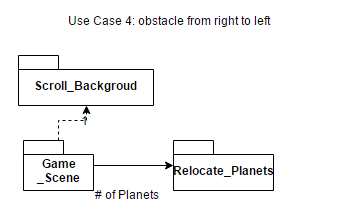 Use Case 4: obstacle from right to left
Scroll_Backgroud
Game
_Scene
Relocate_Planets
# of Planets